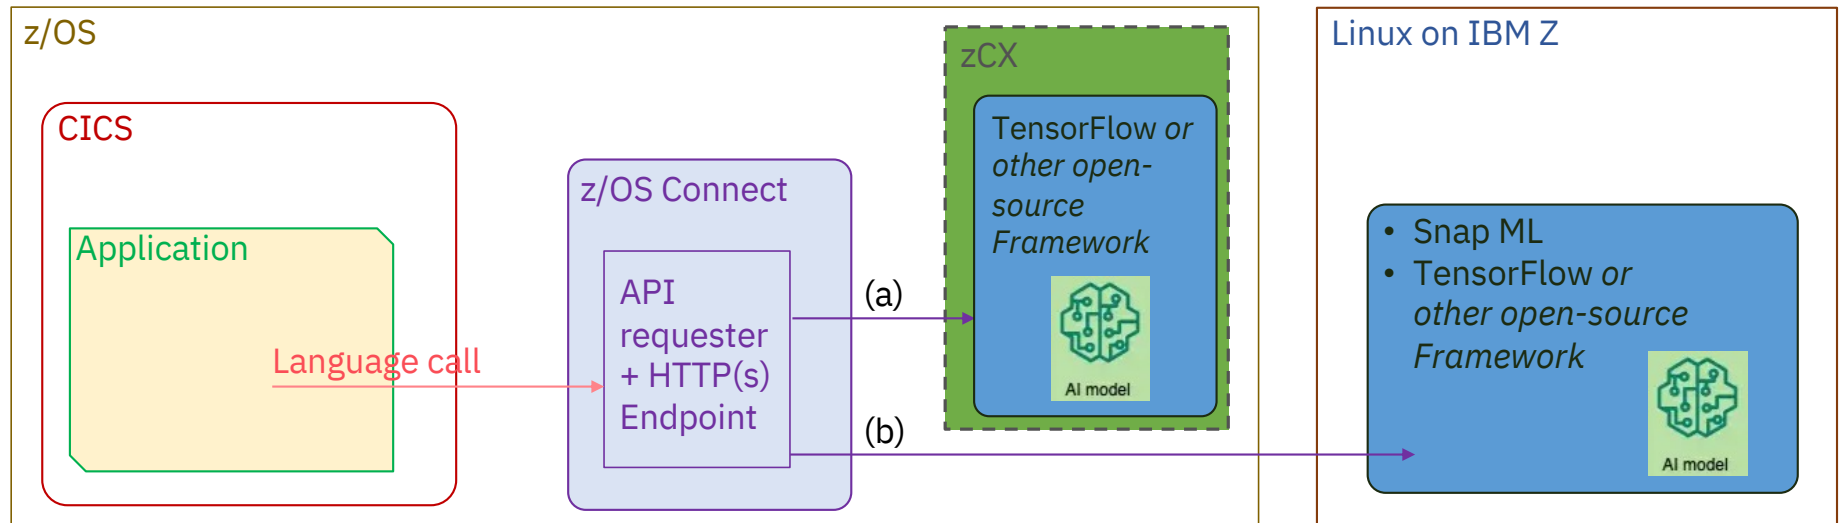 z/OS
CICS
Application
Language call
z/OS Connect
API
requester
+ HTTP(s)
Endpoint
(a)
(b)
zCX
TensorFlow or
other open-
source
Framework
AI model
Linux on IBM Z
• Snap ML
• TensorFlow or
other open-source
Framework
AI model